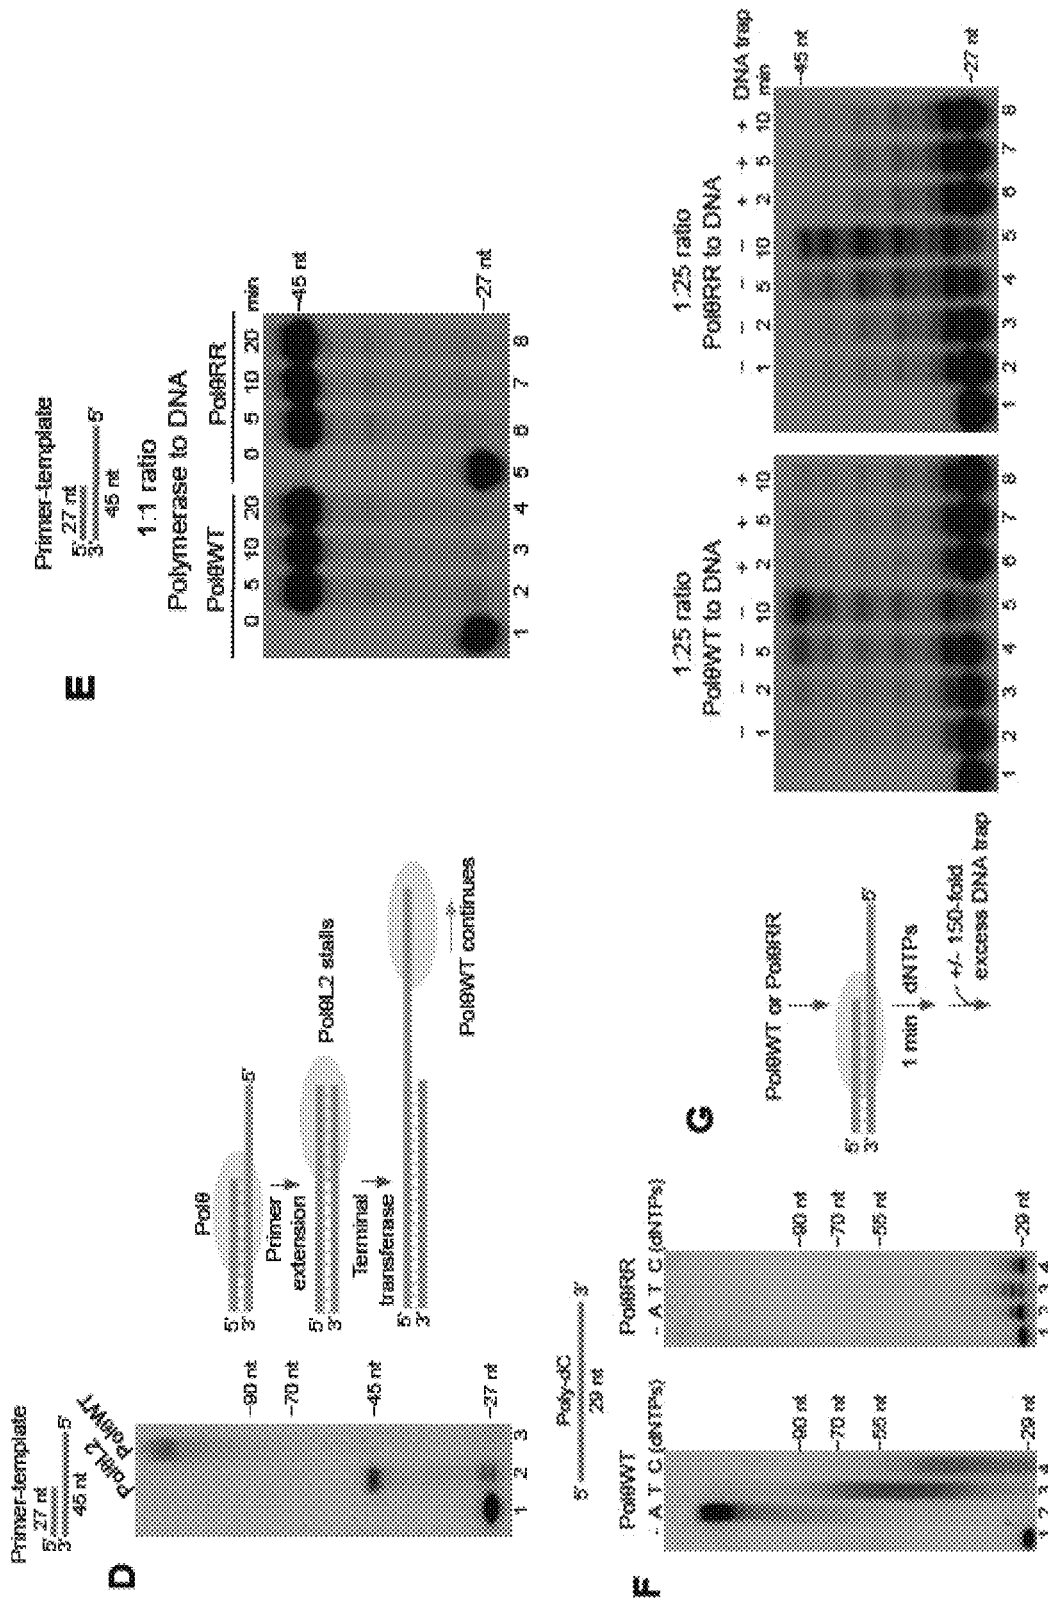 D
Primer-template
5' 27 nt
3' 5'
45 nt
PolθL2
PolθWT
~90 nt
~70 nt
~45 nt
~27 nt
1 2 3
Polθ
5'
3' 5'
Primer
extension
5'
3'
PolθL2 stalls
Terminal
transferase
5'
3'
PolθWT continues
E
Primer-template
5' 27 nt
3' 5'
45 nt
1:1 ratio
Polymerase to DNA
PolθWT PolθRR
0 5 10 20 0 5 10 20 min
~45 nt
~27 nt
1 2 3 4 5 6 7 8
F
Poly-dC
5' 3'
29 nt
PolθWT
- A T C (dNTPs)
~90 nt
~70 nt
~55 nt
~29 nt
1 2 3 4
PolθRR
- A T C (dNTPs)
~90 nt
~70 nt
~55 nt
~29 nt
1 2 3 4
G
PolθWT or PolθRR
5'
3' 5'
1 min dNTPs
+/- 150-fold
excess DNA trap
1:25 ratio
PolθWT to DNA
- - - - + + +
1 2 5 10 2 5 10
1 2 3 4 5 6 7 8
1:25 ratio
PolθRR to DNA
- - - - + + + DNA trap
1 2 5 10 2 5 10 min
~45 nt
~27 nt
1 2 3 4 5 6 7 8